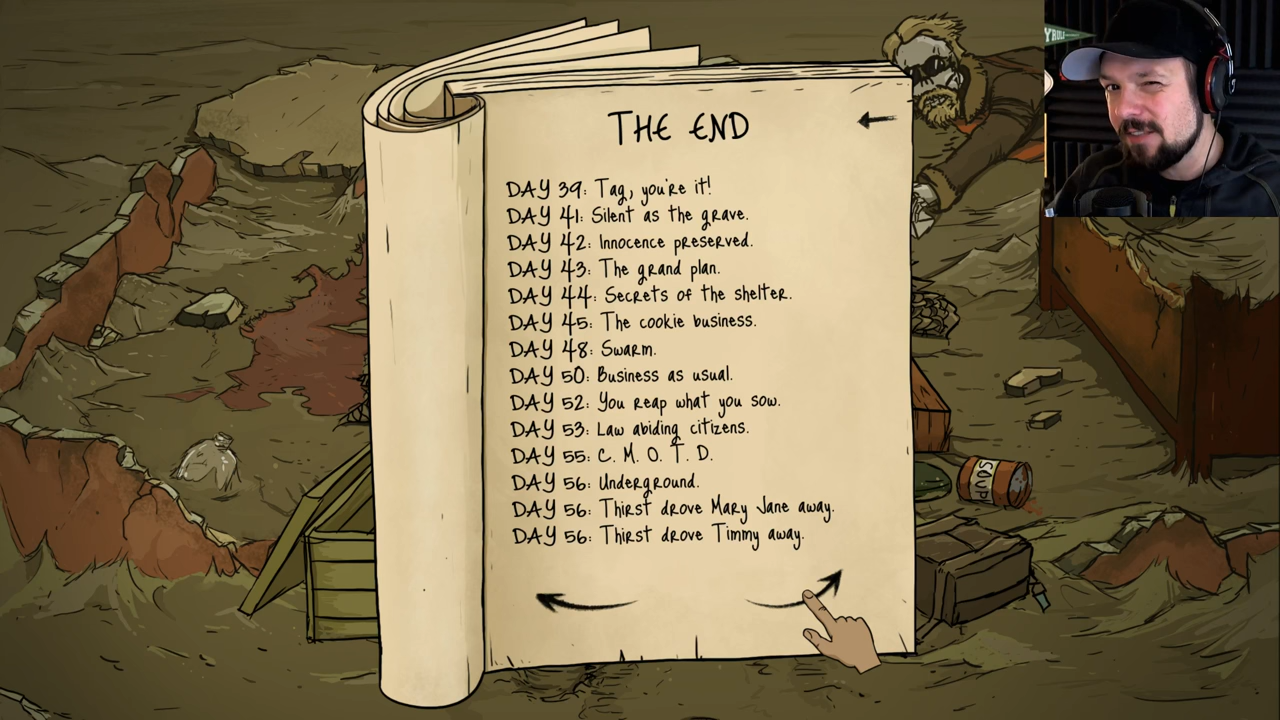 THE END
DAY 39: Tag, you're it!
DAY 41: Silent as the grave.
DAY 42: Innocence preserved.
DAY 43: The grand plan.
DAY 44: Secrets of the shelter.
DAY 45: The cookie business.
DAY 48: Swarm.
DAY 50: Business as usual.
DAY 52: You reap what you sow.
DAY 53: Law abiding citizens.
DAY 55: C. M. O. T. D.
DAY 56: Underground.
DAY 56: Thirst drove Mary Jane away.
DAY 56: Thirst drove Timmy away.
SOUP